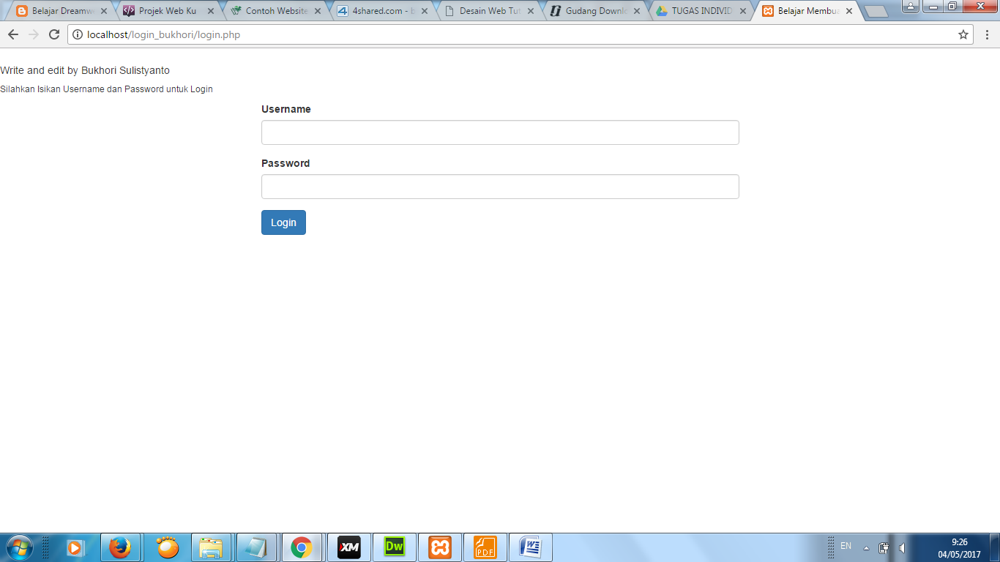 Belajar Dreamw
Projek Web Ku
Contoh Website
4shared.com - b
Desain Web Tut
Gudang Downl
TUGAS INDIVID
Belajar Membua
localhost/login_bukhori/login.php
Write and edit by Bukhori Sulistyanto
Silahkan Isikan Username dan Password untuk Login
Username
Password
Login
XM
Dw
PDF
W
EN
9:26
04/05/2017